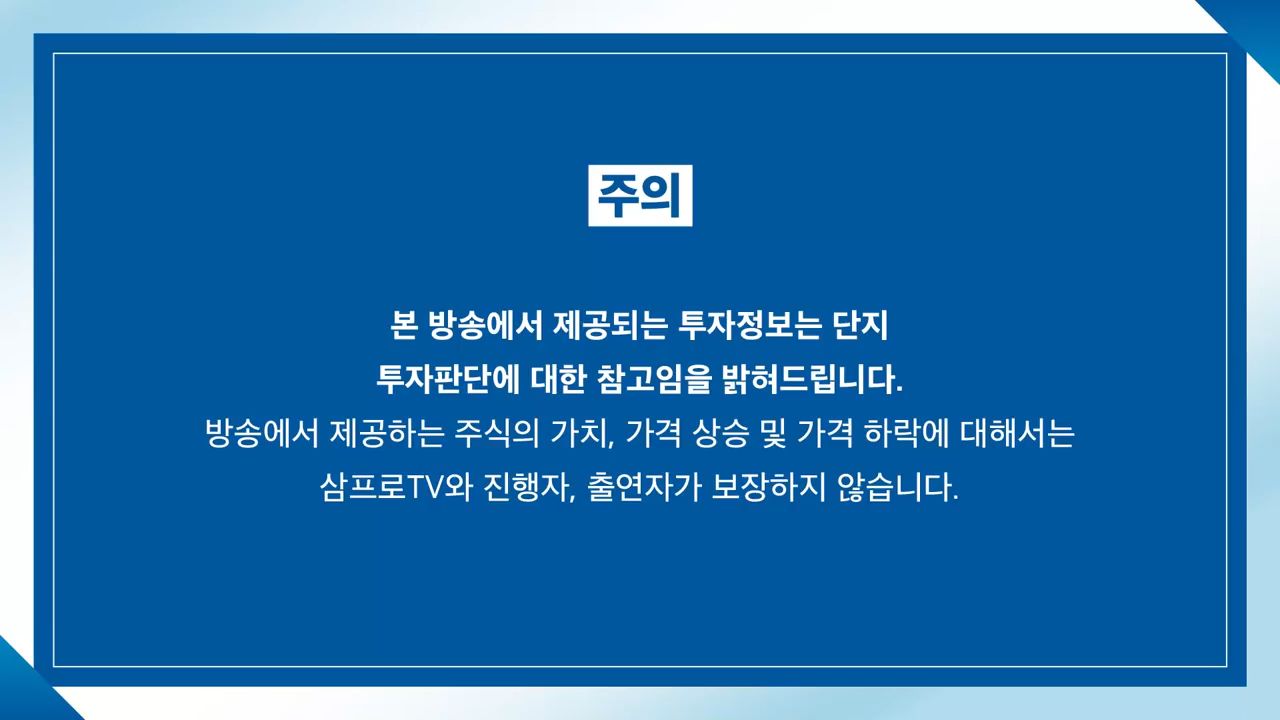 주의
본 방송에서 제공되는 투자정보는 단지
투자판단에 대한 참고임을 밝혀드립니다.
방송에서 제공하는 주식의 가치, 가격 상승 및 가격 하락에 대해서는
삼프로TV와 진행자, 출연자가 보장하지 않습니다.